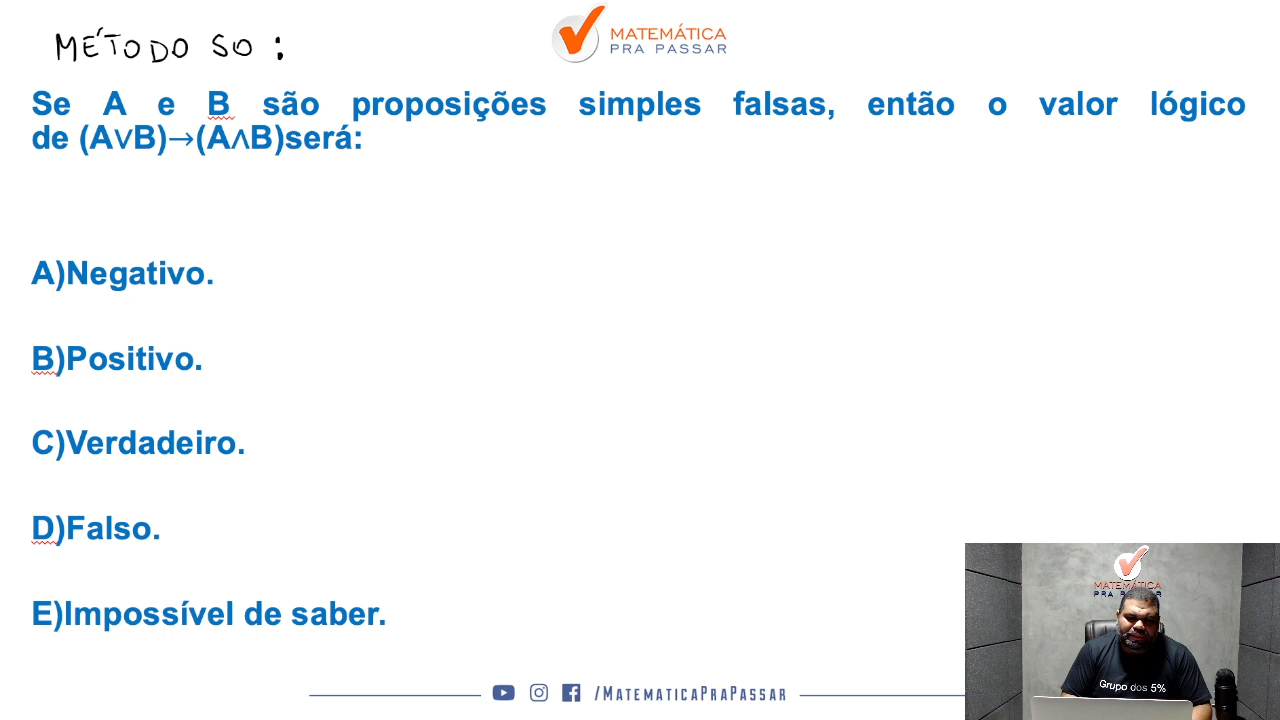 MÉTODO SO :
MATEMÁTICA
PRA PASSAR
Se A e B são proposições simples falsas, então o valor lógico
de (A∨B)→(A∧B)será:
A)Negativo.
B)Positivo.
C)Verdadeiro.
D)Falso.
E)Impossível de saber.
MATEMÁTICA
PRA PASSAR
Grupo dos 5%
/MatematicaPraPassar